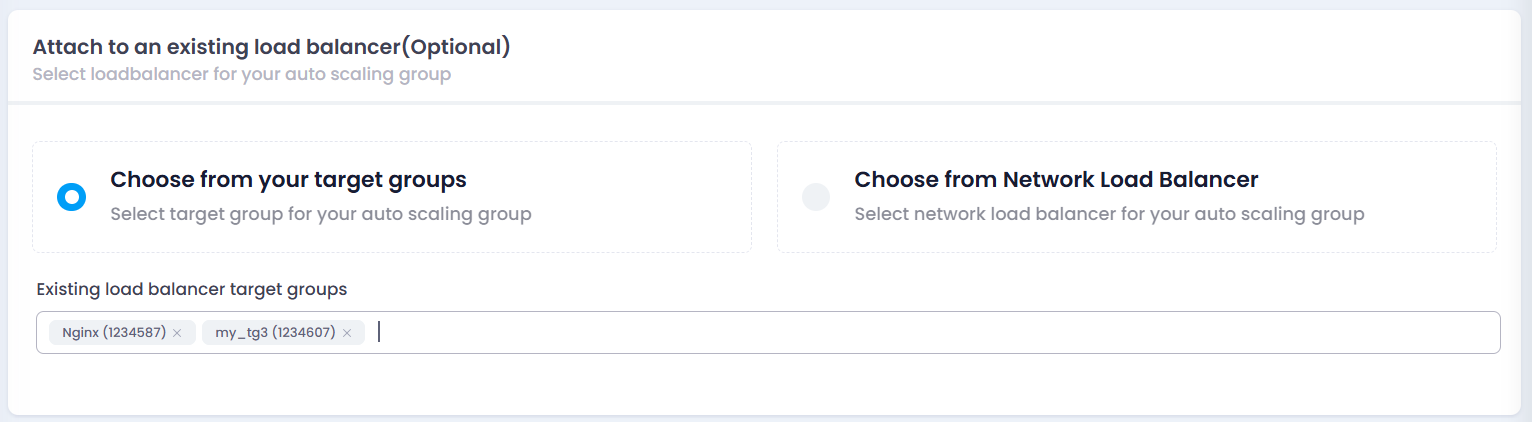 Attach to an existing load balancer(Optional)
Select loadbalancer for your auto scaling group
Choose from your target groups
Select target group for your auto scaling group
Choose from Network Load Balancer
Select network load balancer for your auto scaling group
Existing load balancer target groups
Nginx (1234587) × my_tg3 (1234607) ×